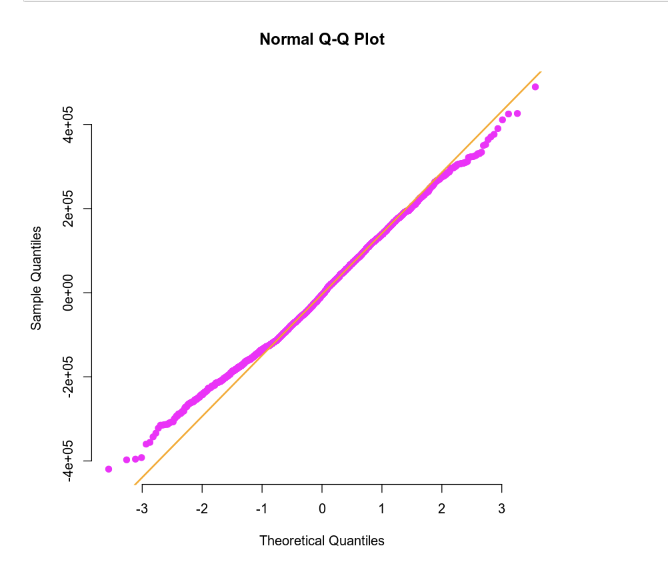 Normal Q-Q Plot
4e+05
2e+05
0e+00
-2e+05
-4e+05
Sample Quantiles
-3 -2 -1 0 1 2 3
Theoretical Quantiles